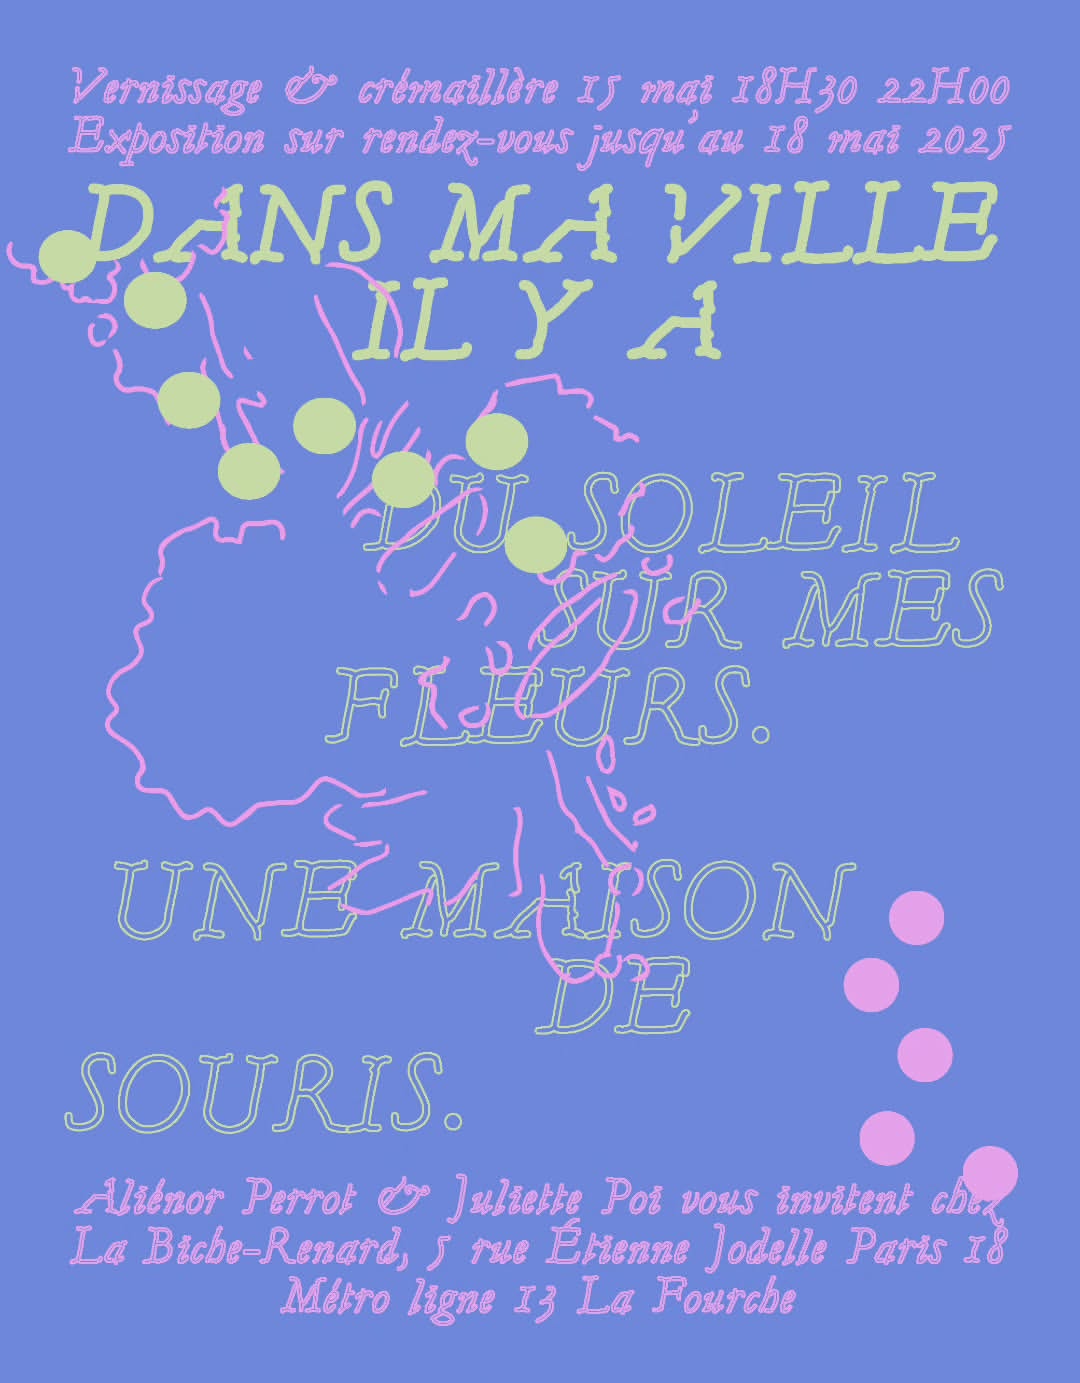 Vernissage & crémaillère 15 mai 18H30 22H00
Exposition sur rendez-vous jusqu'au 18 mai 2025
DANS MA VILLE
IL Y A
DU SOLEIL
SUR MES
FLEURS.
UNE MAISON
DE
SOURIS.
Aliénor Perrot & Juliette Poi vous invitent chez
La Biche-Renard, 5 rue Étienne Jodelle Paris 18
Métro ligne 13 La Fourche